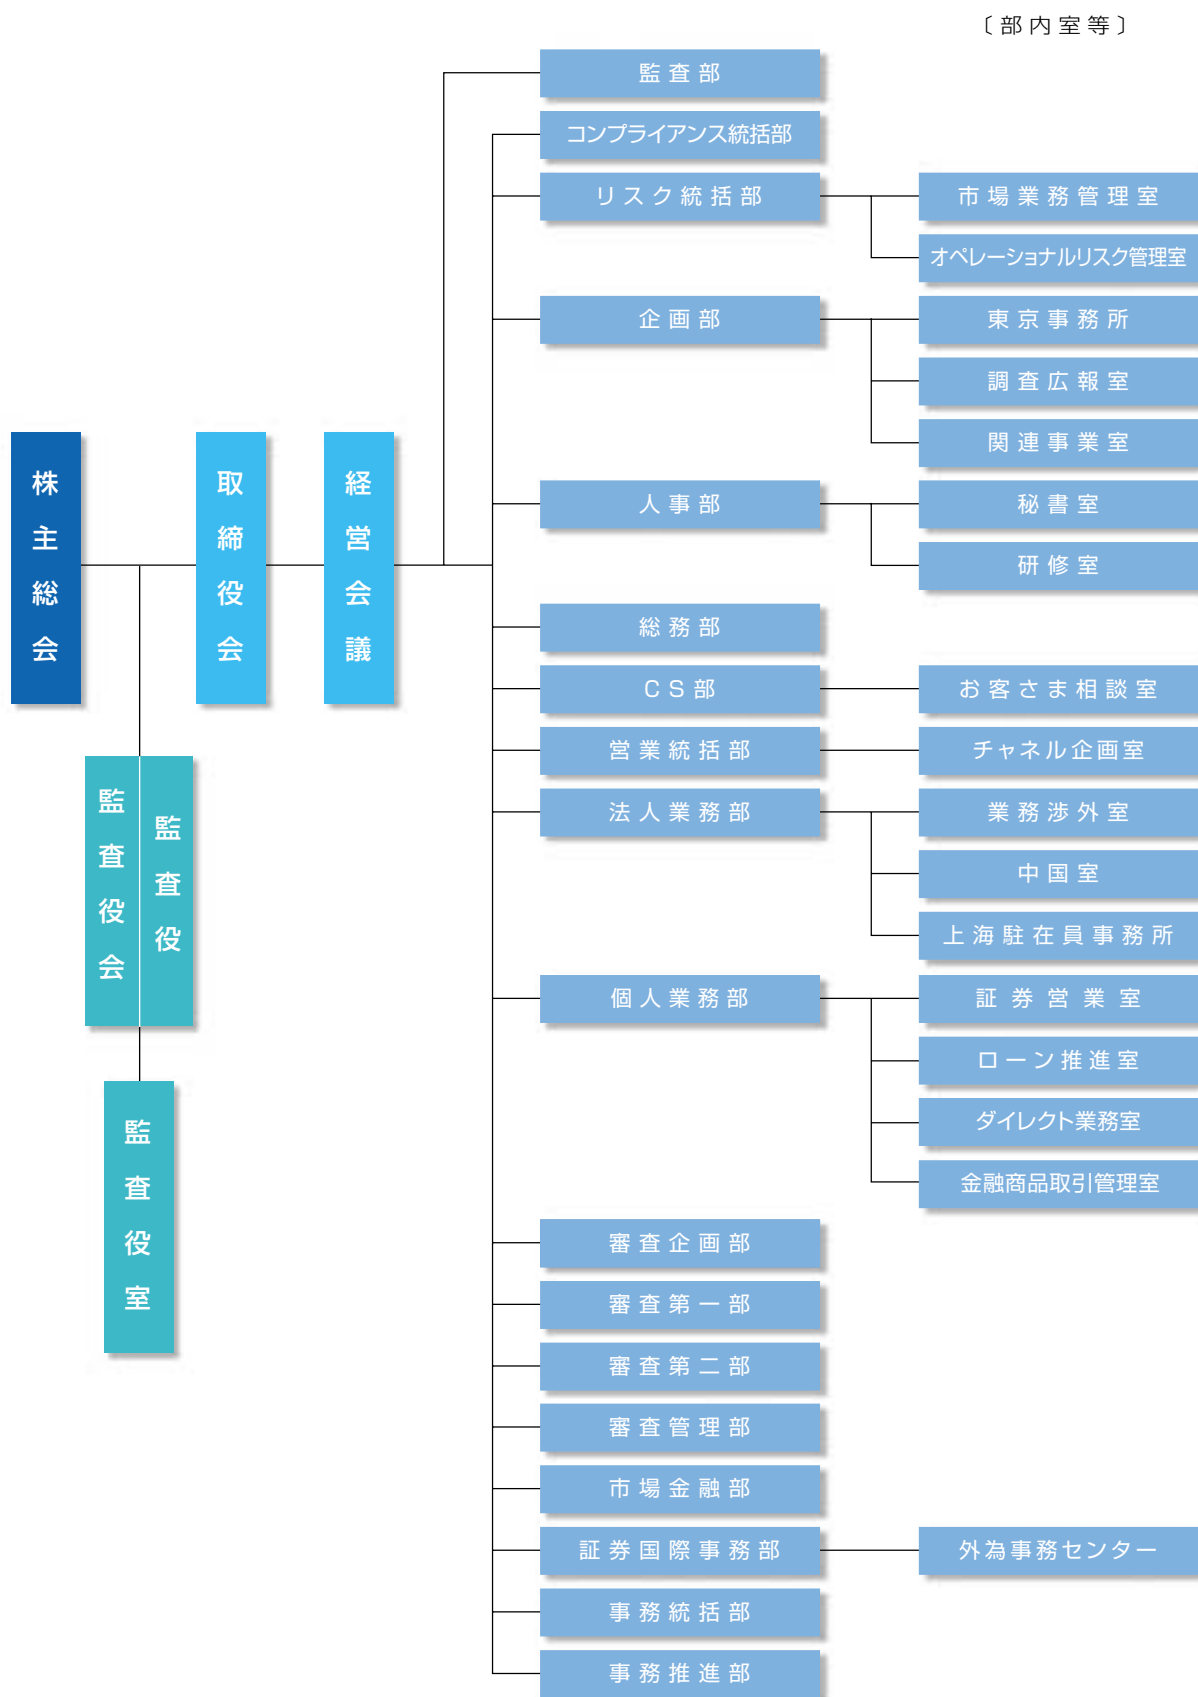 〔部内室等〕
監査部
コンプライアンス統括部
リスク統括部
市場業務管理室
オペレーショナルリスク管理室
企画部
東京事務所
調査広報室
関連事業室
人事部
秘書室
研修室
株主総会
取締役会
経営会議
総務部
CS部
お客さま相談室
営業統括部
チャネル企画室
法人業務部
業務渉外室
中国室
上海駐在員事務所
監査役会
監査役
個人業務部
証券営業室
ローン推進室
ダイレクト業務室
金融商品取引管理室
監査役室
審査企画部
審査第一部
審査第二部
審査管理部
市場金融部
証券国際事務部
外為事務センター
事務統括部
事務推進部